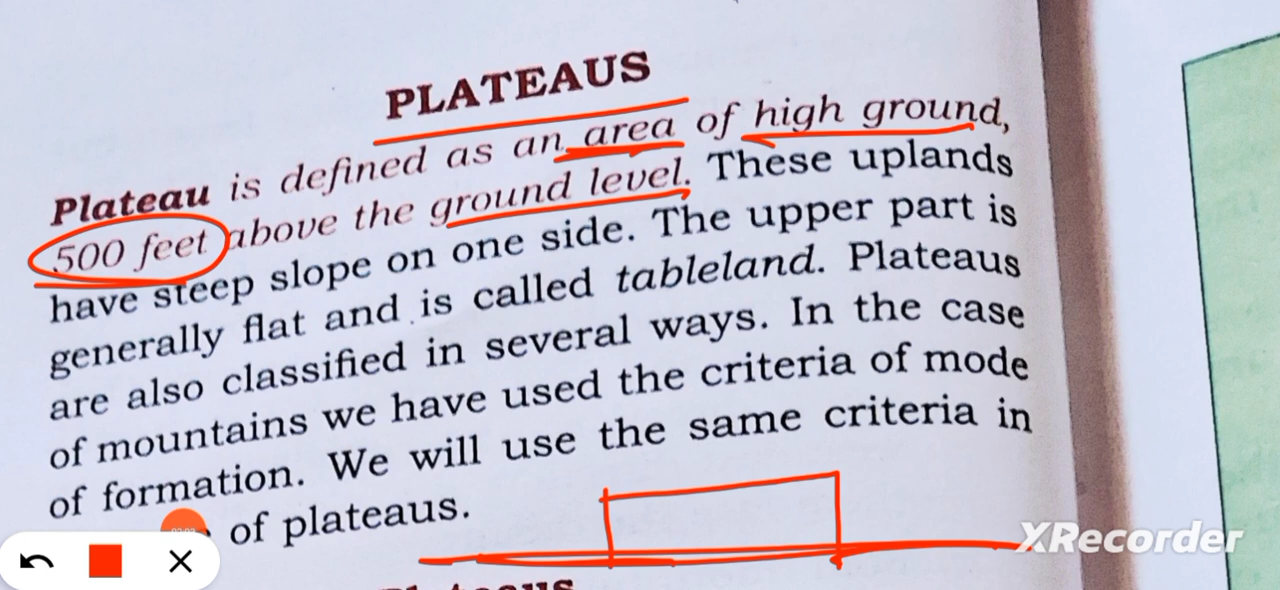 PLATEAUS
Plateau is defined as an area of high ground,
500 feet above the ground level. These uplands
have steep slope on one side. The upper part is
generally flat and is called tableland. Plateaus
are also classified in several ways. In the case
of mountains we have used the criteria of mode
of formation. We will use the same criteria in
of plateaus.
XRecorder